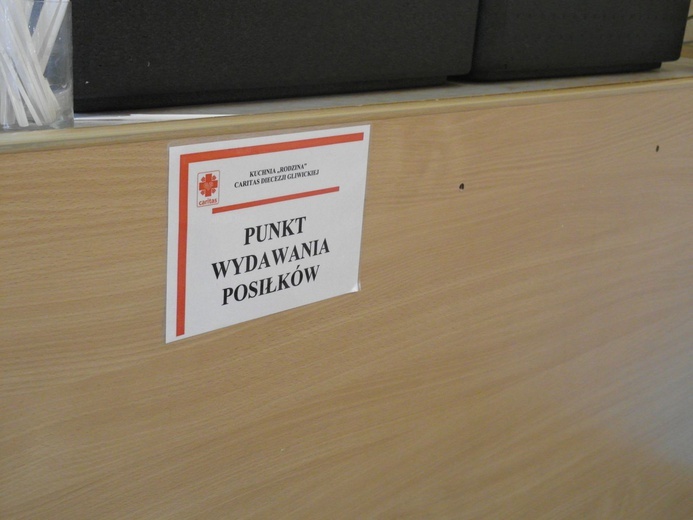 KUCHNIA „RODZINA”
CARITAS DIECEZJI GLIWICKIEJ
caritas
PUNKT
WYDAWANIA
POSIŁKÓW